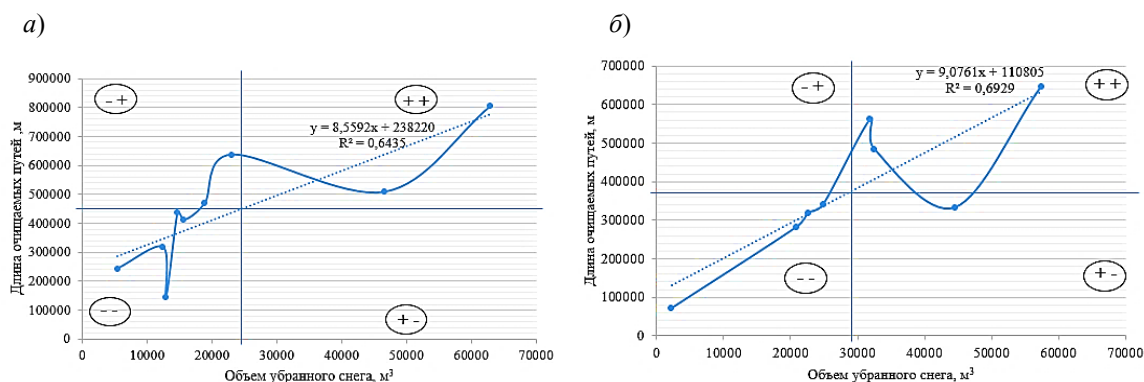 а)
900000
800000
700000
600000
500000
400000
300000
200000
100000
0
Длина очищаемых путей ,м
- +
+ +
- -
+ -
y = 8,5592x + 238220
R² = 0,6435
0 10000 20000 30000 40000 50000 60000 70000
Объем убранного снега, м³
б)
700000
600000
500000
400000
300000
200000
100000
0
Длина очищаемых путей, м
- +
+ +
- -
+ -
y = 9,0761x + 110805
R² = 0,6929
0 10000 20000 30000 40000 50000 60000 70000
Объем убранного снега, м³